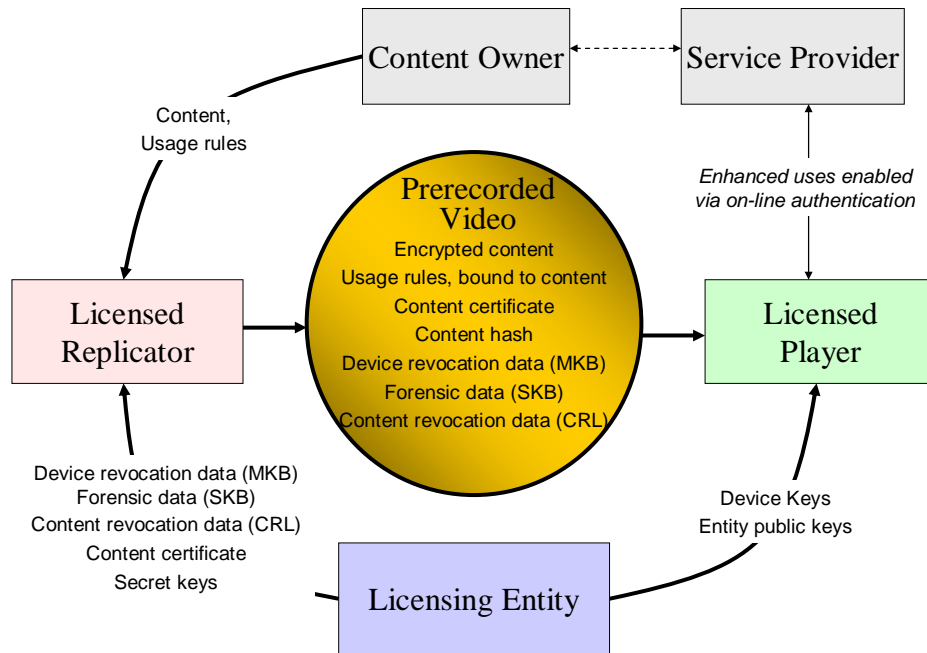 Content Owner
Service Provider
Content,
Usage rules
Enhanced uses enabled
via on-line authentication
Prerecorded
Video
Encrypted content
Usage rules, bound to content
Content certificate
Content hash
Device revocation data (MKB)
Forensic data (SKB)
Content revocation data (CRL)
Licensed
Replicator
Licensed
Player
Device revocation data (MKB)
Forensic data (SKB)
Content revocation data (CRL)
Content certificate
Secret keys
Device Keys
Entity public keys
Licensing Entity